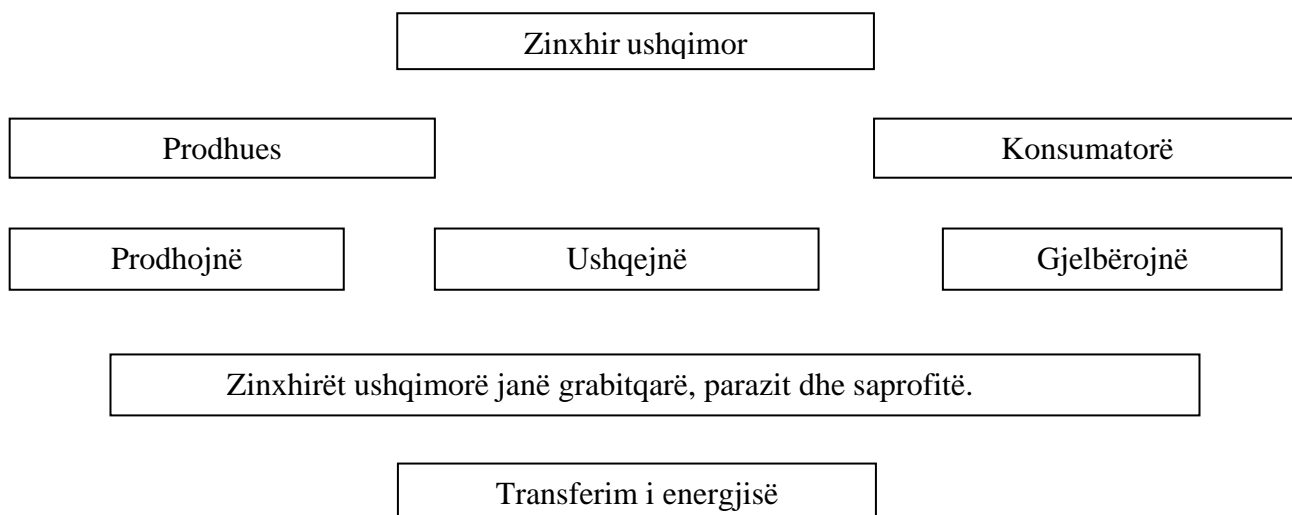 Zinxhir ushqimor
Prodhues
Konsumatorë
Prodhojnë
Ushqejnë
Gjelbërojnë
Zinxhirët ushqimorë janë grabitqarë, parazit dhe saprofitë.
Transferim i energjisë